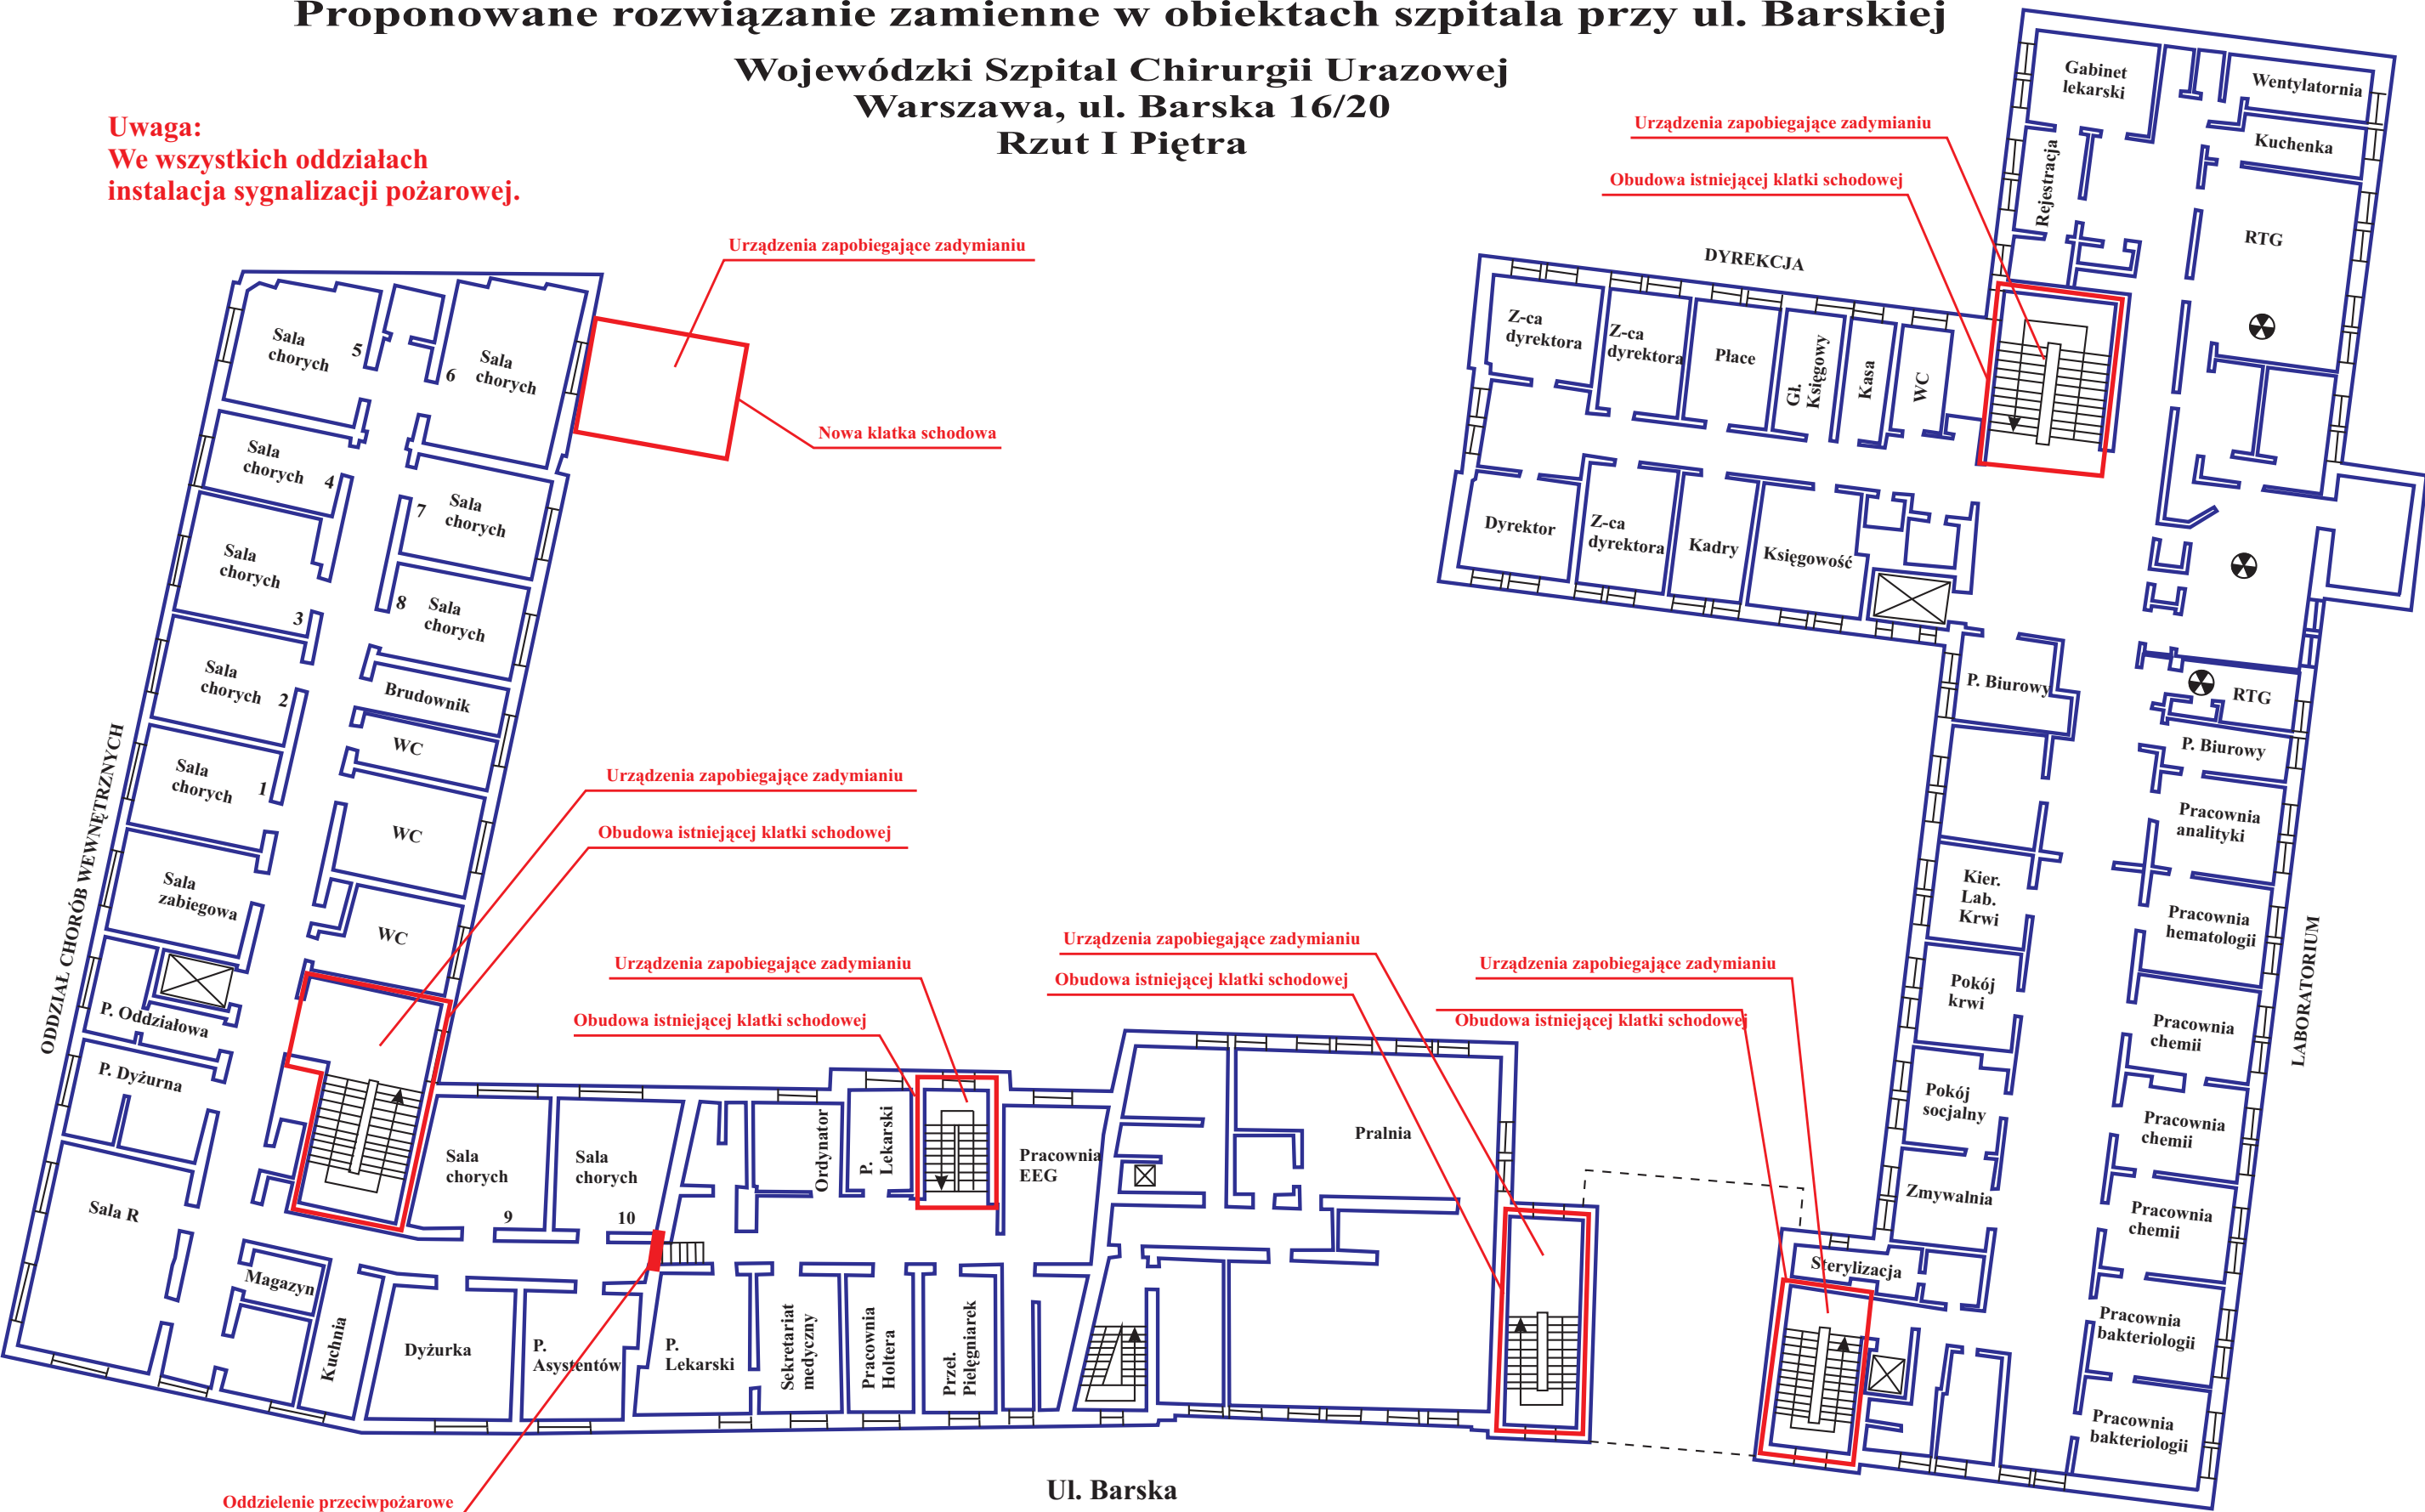 Proponowane rozwiązanie zamienne w obiektach szpitala przy ul. Barskiej
Wojewódzki Szpital Chirurgii Urazowej
Warszawa, ul. Barska 16/20
Rzut I Piętra
Uwaga:
We wszystkich oddziałach
instalacja sygnalizacji pożarowej.
Urządzenia zapobiegające zadymianiu
Nowa klatka schodowa
Urządzenia zapobiegające zadymianiu
Obudowa istniejącej klatki schodowej
ODDZIAŁ CHORÓB WEWNĘTRZNYCH
Sala
chorych
5
Sala
chorych
6
Sala
chorych
4
Sala
chorych
7
Sala
chorych
3
Sala
chorych
8
Sala
chorych
2
Brudownik
WC
Sala
chorych
1
WC
Sala
zabiegowa
WC
P. Oddziałowa
P. Dyżurna
Sala R
Magazyn
Kuchnia
Urządzenia zapobiegające zadymianiu
Obudowa istniejącej klatki schodowej
Urządzenia zapobiegające zadymianiu
Obudowa istniejącej klatki schodowej
Sala
chorych
9
Sala
chorych
10
Ordynator
P.
Lekarski
Pracownia
EEG
Dyżurka
P.
Asystentów
P.
Lekarski
Sekretariat
medyczny
Pracownia
Holtera
Przeł.
Pielęgniarek
Oddzielenie przeciwpożarowe
Pralnia
Urządzenia zapobiegające zadymianiu
Obudowa istniejącej klatki schodowej
Urządzenia zapobiegające zadymianiu
Obudowa istniejącej klatki schodowej
Ul. Barska
DYREKCJA
Z-ca
dyrektora
Z-ca
dyrektora
Płace
Gł.
Księgowy
Kasa
WC
Dyrektor
Z-ca
dyrektora
Kadry
Księgowość
Gabinet
lekarski
Wentylatornia
Kuchenka
Rejestracja
RTG
RTG
P. Biurowy
P. Biurowy
Pracownia
analityki
Kier.
Lab.
Krwi
Pracownia
hematologii
Pokój
krwi
Pracownia
chemii
Pokój
socjalny
Pracownia
chemii
Zmywalnia
Pracownia
chemii
Sterylizacja
Pracownia
bakteriologii
Pracownia
bakteriologii
LABORATORIUM